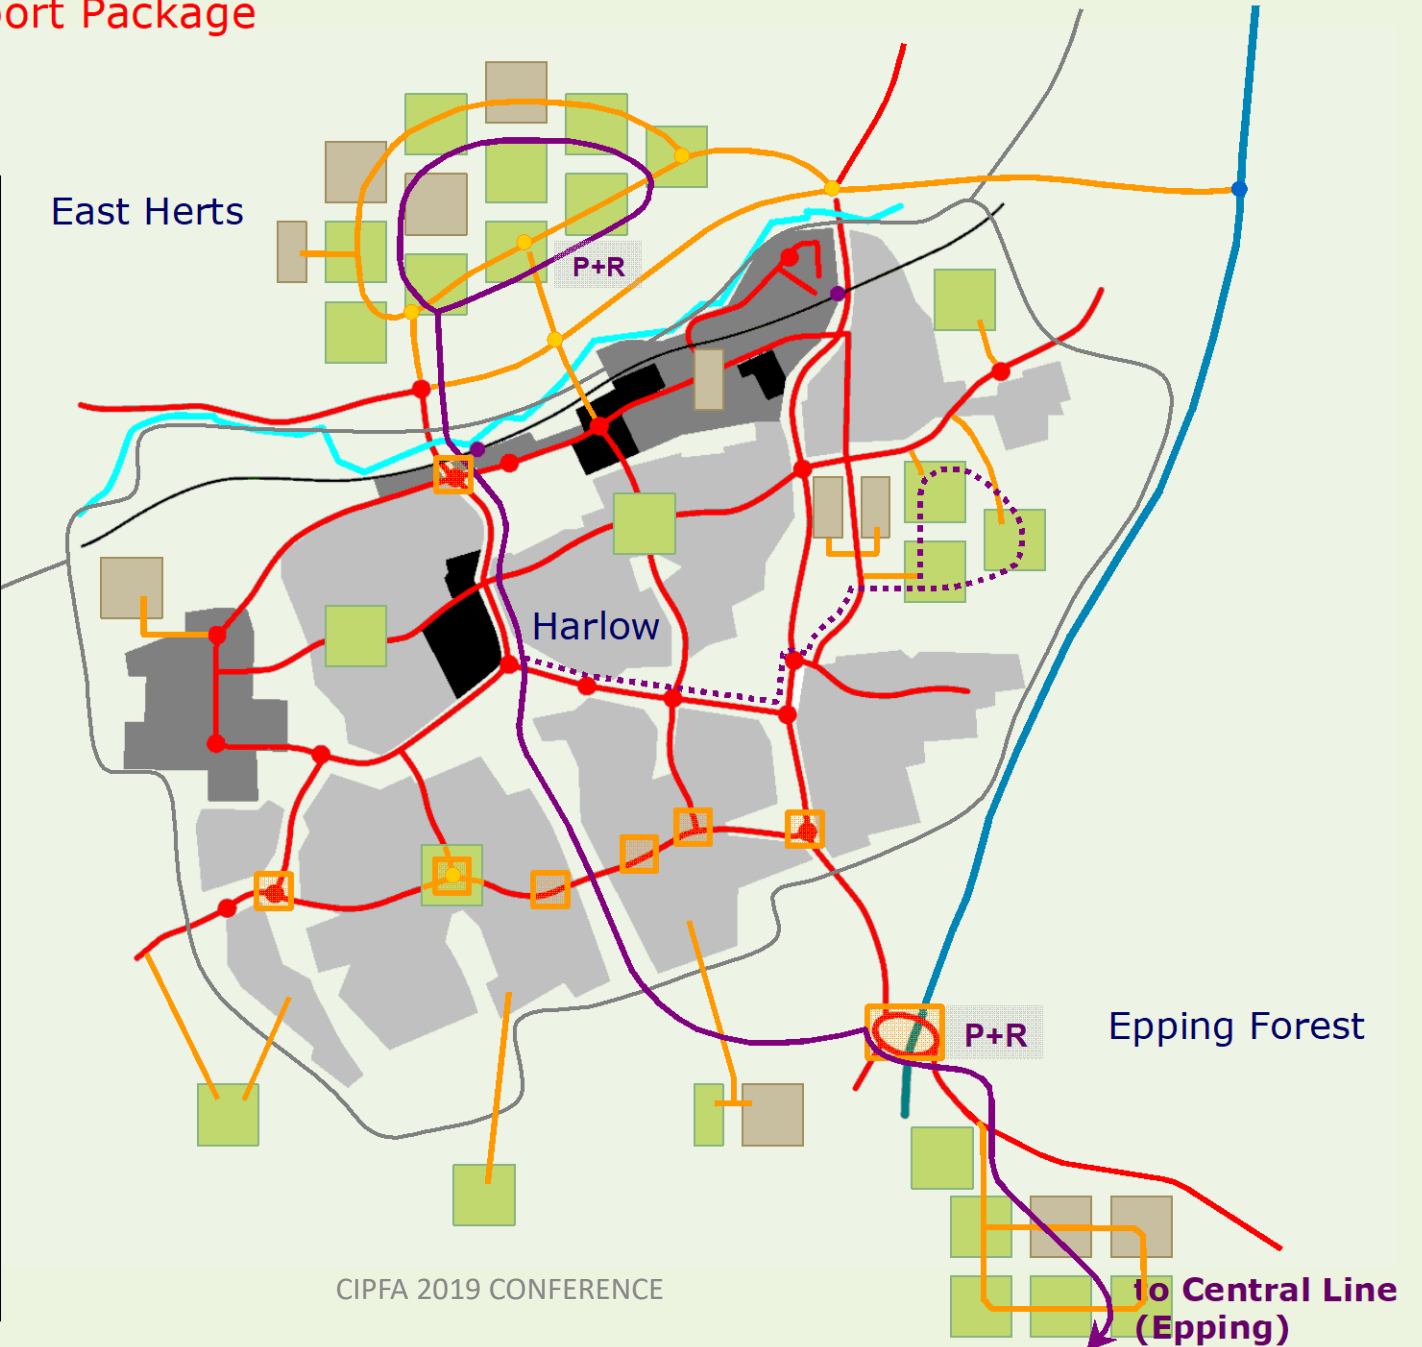 ort Package
East Herts
P+R
Harlow
Epping Forest
P+R
CIPFA 2019 CONFERENCE
to Central Line
(Epping)